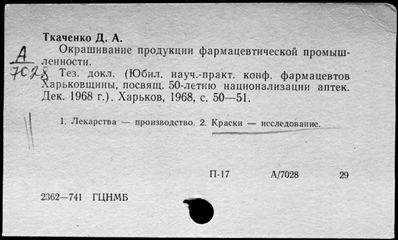 Ткаченко Д. А.
Окрашивание продукции фармацевтической промыш-
ленности.
А/7028
Тез. докл. (Юбил. науч.-практ. конф. фармацевтов
Харьковщины, посвящ. 50-летию национализации аптек.
Дек. 1968 г.). Харьков, 1968, с. 50—51.
1. Лекарства — производство. 2. Краски — исследование.
П-17 А/7028 29
2362—741 ГЦНМБ